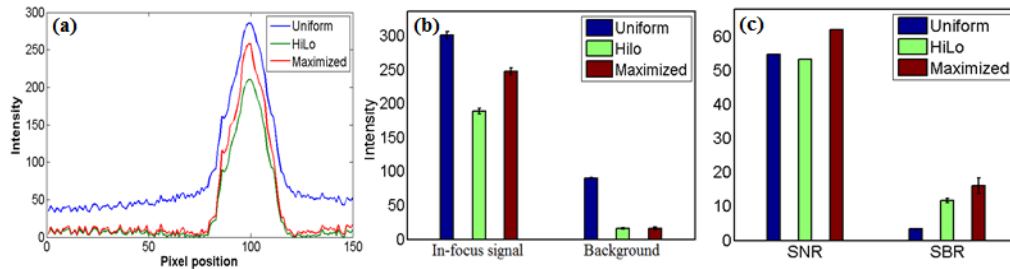 (a)
Uniform
HiLo
Maximized
Intensity
300
250
200
150
100
50
0
0
50
100
150
Pixel position
(b)
Uniform
Hilo
Maximized
Intensity
300
250
200
150
100
50
0
In-focus signal
Background
(c)
Uniform
HiLo
Maximized
60
50
40
30
20
10
0
SNR
SBR